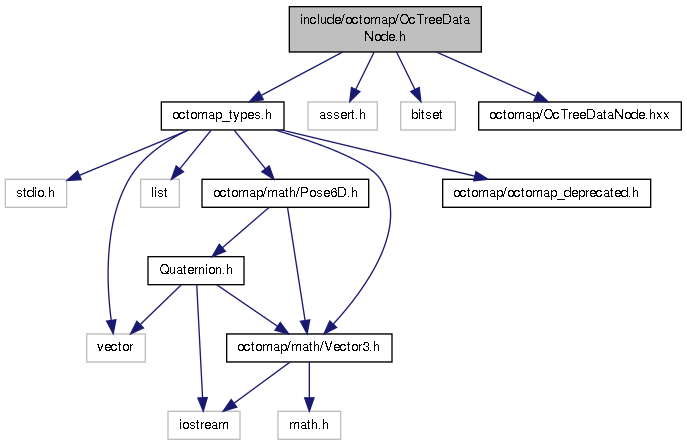 include/octomap/OcTreeData
Node.h
octomap_types.h
assert.h
bitset
octomap/OcTreeDataNode.hxx
stdio.h
list
octomap/math/Pose6D.h
octomap/octomap_deprecated.h
Quaternion.h
vector
octomap/math/Vector3.h
iostream
math.h